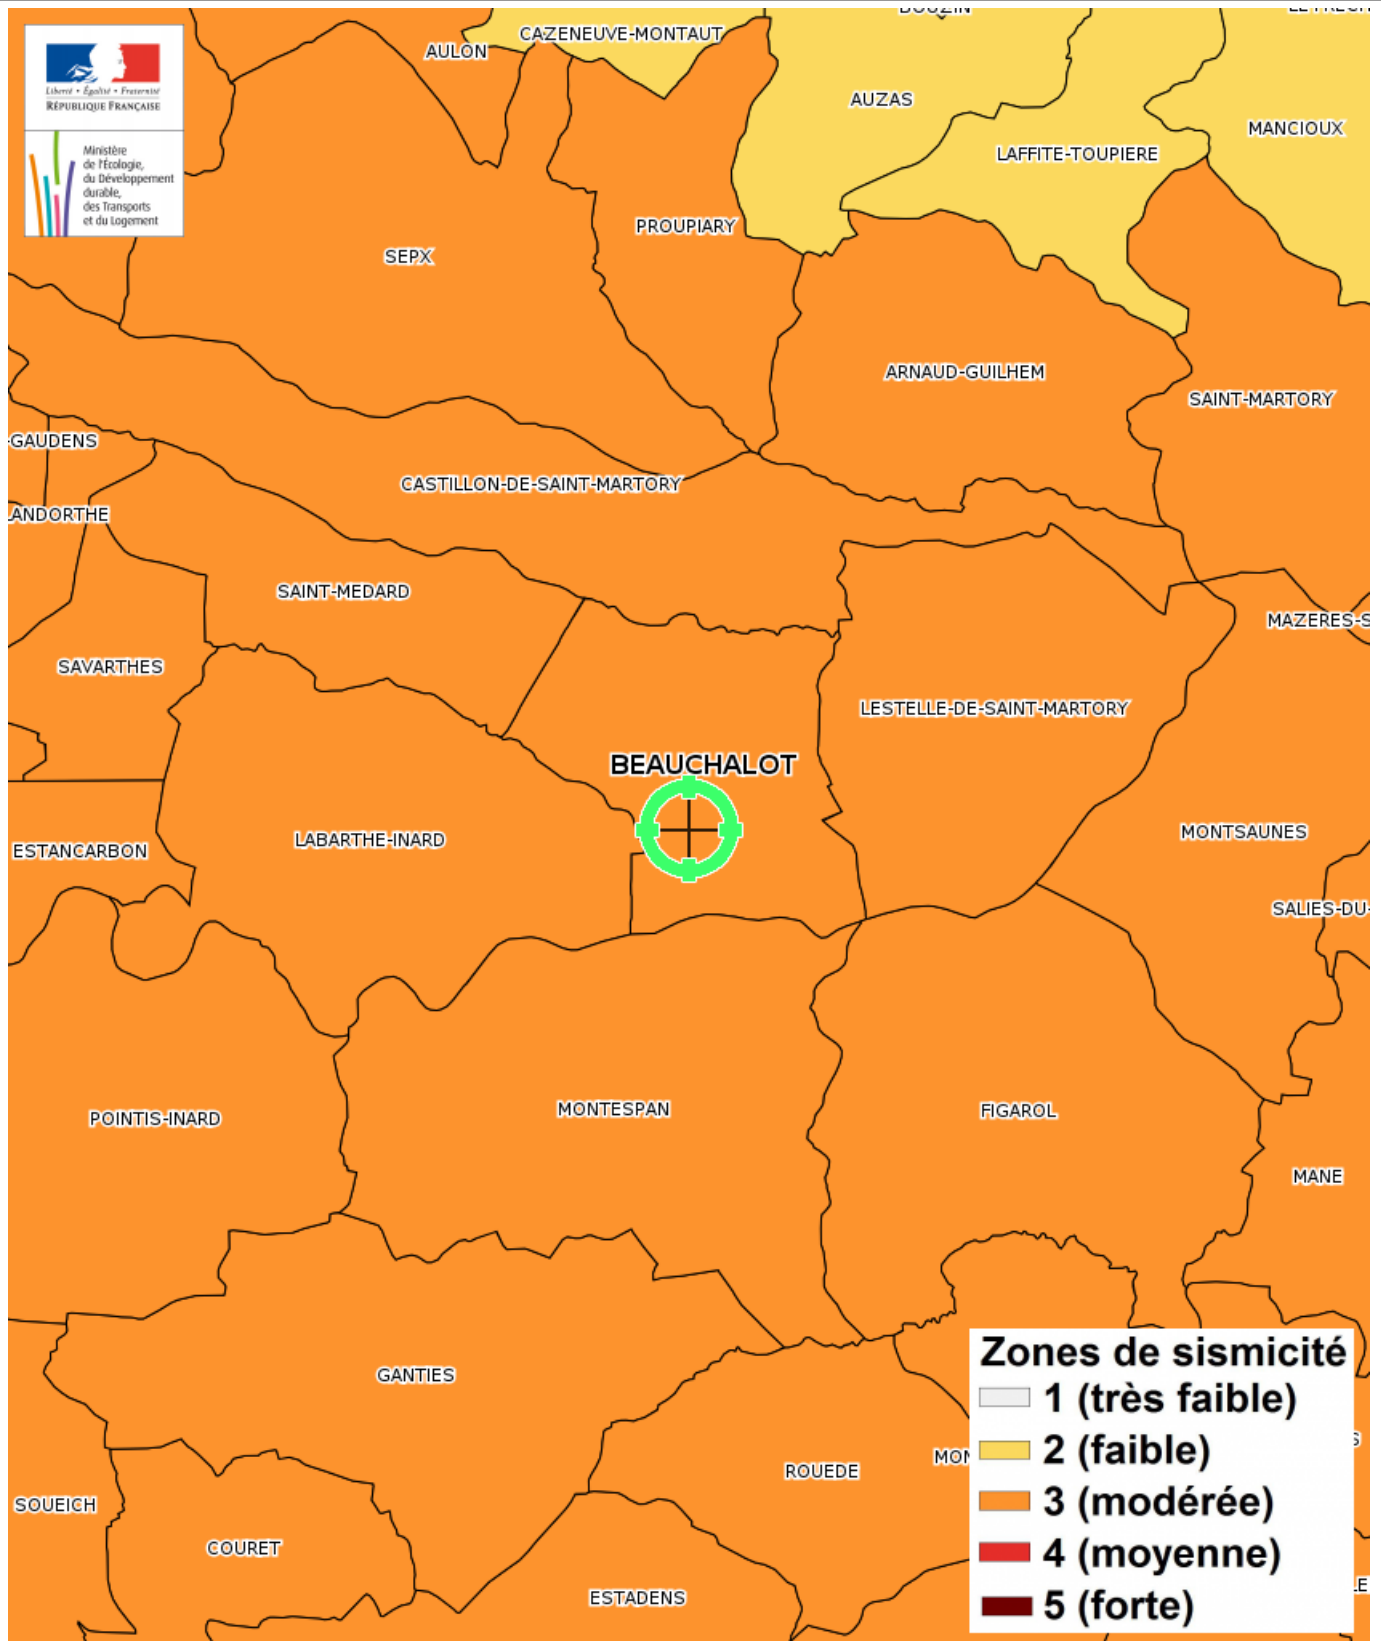 BOUZIN
CAZENEUVE-MONTAUT
AULON
AUZAS
MANCIOUX
LAFFITE-TOUPIERE
Liberté • Égalité • Fraternité
RÉPUBLIQUE FRANÇAISE
Ministère
de l'Écologie,
du Développement
durable,
des Transports
et du Logement
PROUPIARY
SEPX
ARNAUD-GUILHEM
SAINT-MARTORY
-GAUDENS
CASTILLON-DE-SAINT-MARTORY
LANDORTHE
SAINT-MEDARD
MAZERES-S
SAVARTHES
LESTELLE-DE-SAINT-MARTORY
BEAUCHALOT
MONTSAUNES
LABARTHE-INARD
ESTANCARBON
SALIES-DU-
POINTIS-INARD
MONTESPAN
FIGAROL
MANE
GANTIES
ROUEDE
MON
SOUEICH
COURET
ESTADENS
Zones de sismicité
1 (très faible)
2 (faible)
3 (modérée)
4 (moyenne)
5 (forte)